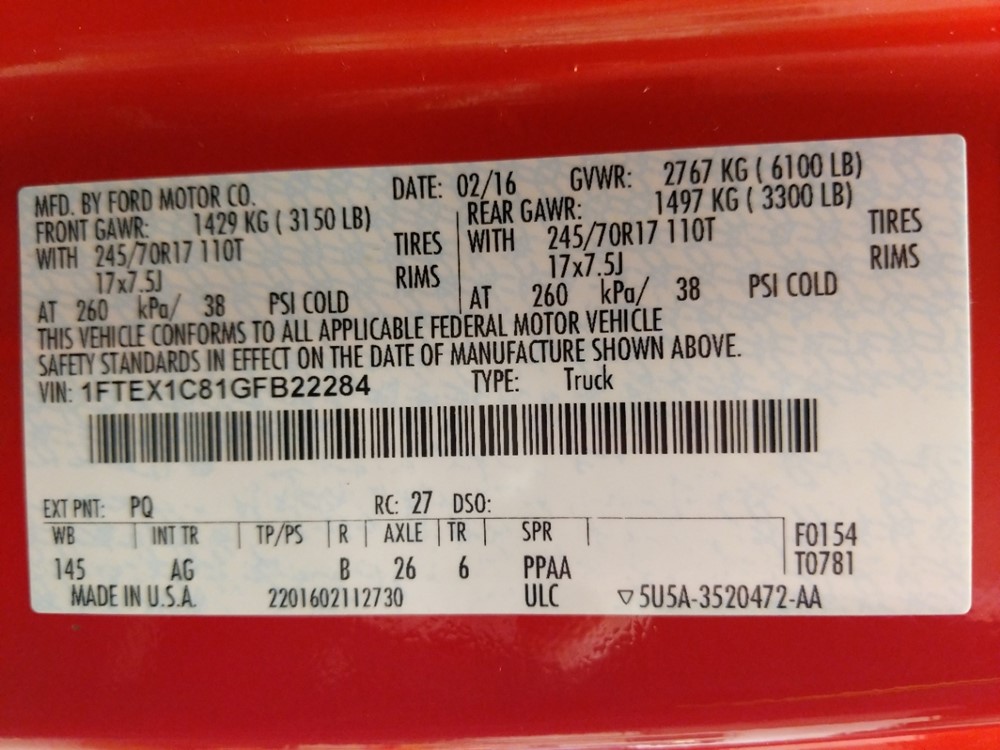 MFD. BY FORD MOTOR CO. DATE: 02/16 GVWR: 2767 KG ( 6100 LB)
FRONT GAWR: 1429 KG ( 3150 LB) REAR GAWR: 1497 KG ( 3300 LB)
WITH 245/70R17 110T TIRES WITH 245/70R17 110T TIRES
17x7.5J RIMS 17x7.5J RIMS
AT 260 kPa/ 38 PSI COLD AT 260 kPa/ 38 PSI COLD
THIS VEHICLE CONFORMS TO ALL APPLICABLE FEDERAL MOTOR VEHICLE
SAFETY STANDARDS IN EFFECT ON THE DATE OF MANUFACTURE SHOWN ABOVE.
VIN: 1FTEX1C81GFB22284 TYPE: Truck
EXT PNT: PQ RC: 27 DSO:
WB INT TR TP/PS R AXLE TR SPR F0154
145 AG B 26 6 PPAA T0781
MADE IN U.S.A. 2201602112730 ULC ▽5U5A-3520472-AA